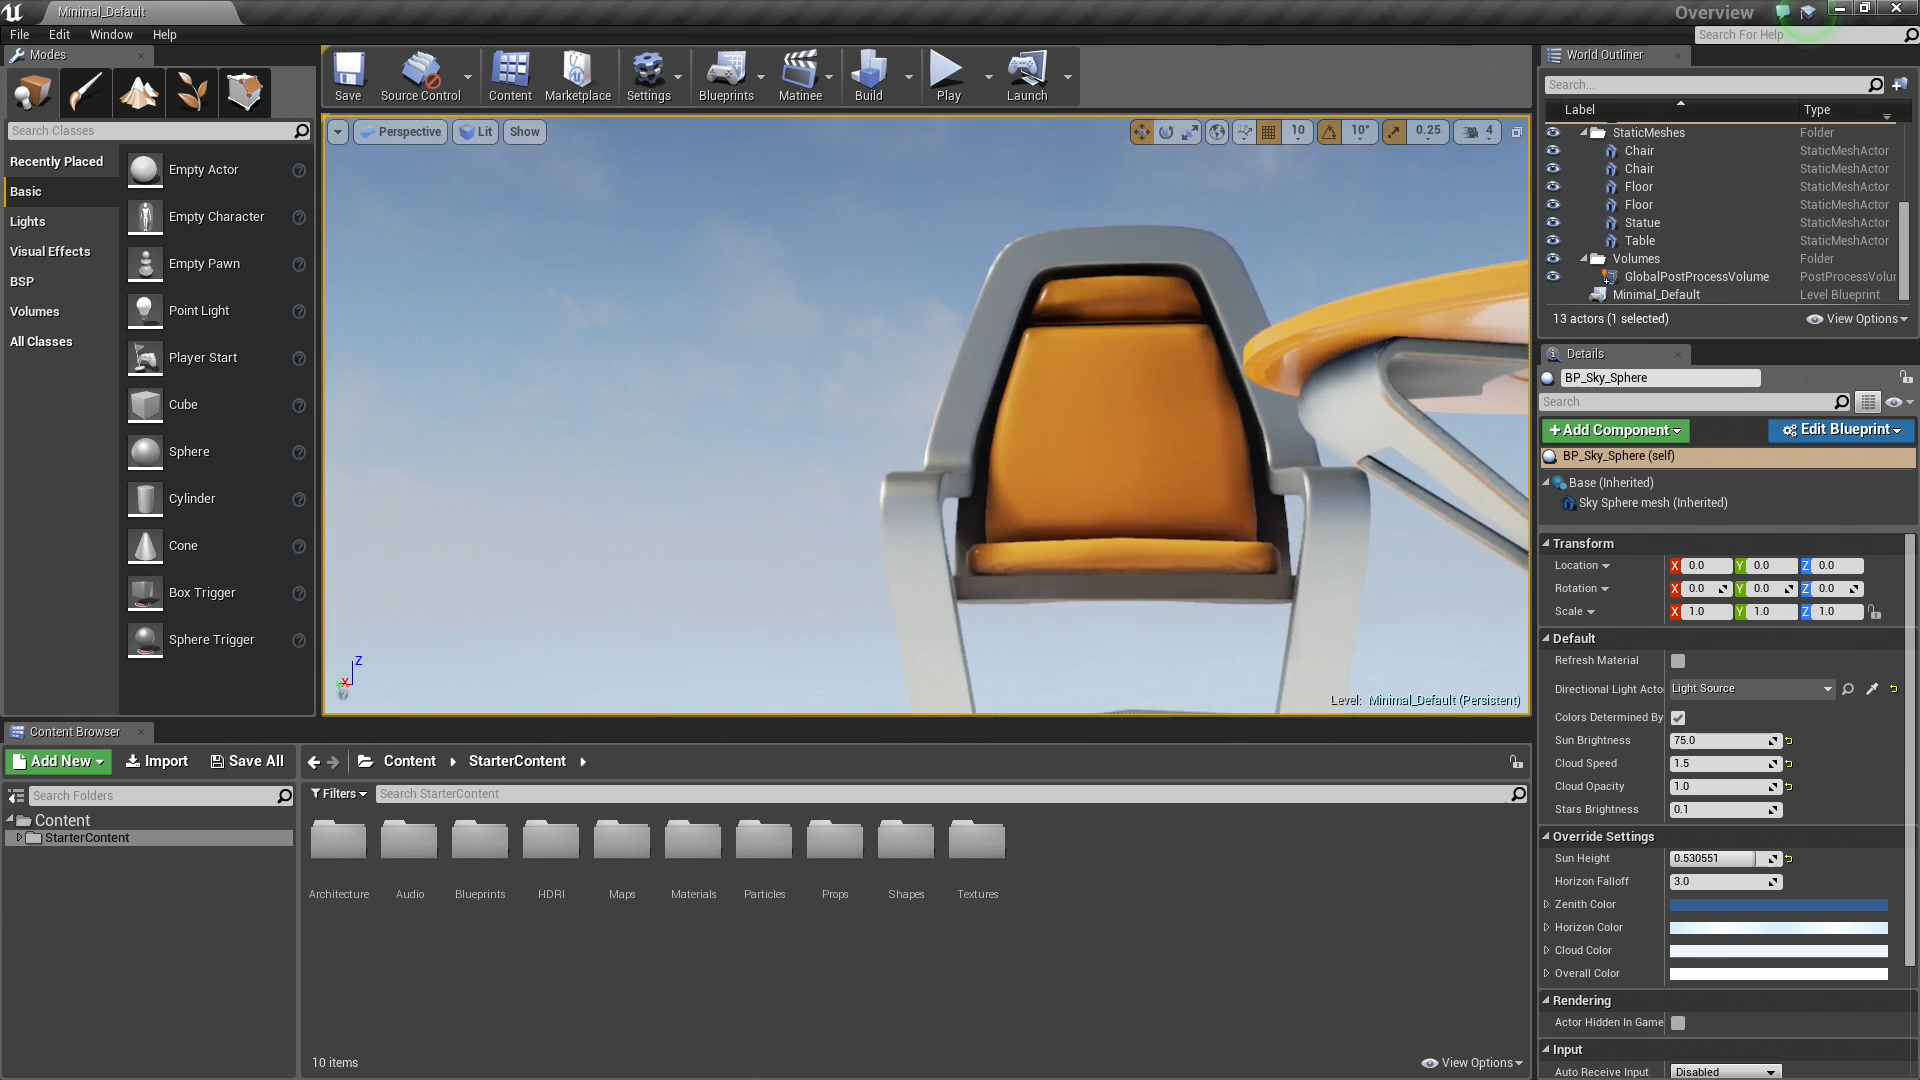 Minimal_Default
Overview
File Edit Window Help
Search For Help
Modes
Save
Source Control
Content
Marketplace
Settings
Blueprints
Matinee
Build
Play
Launch
World Outliner
Search...
Label Type
StaticMeshes Folder
Chair StaticMeshActor
Chair StaticMeshActor
Floor StaticMeshActor
Floor StaticMeshActor
Statue StaticMeshActor
Table StaticMeshActor
Volumes Folder
GlobalPostProcessVolume PostProcessVolu
Minimal_Default Level Blueprint
13 actors (1 selected)
View Options
Search Classes
Recently Placed
Basic
Lights
Visual Effects
BSP
Volumes
All Classes
Empty Actor
Empty Character
Empty Pawn
Point Light
Player Start
Cube
Sphere
Cylinder
Cone
Box Trigger
Sphere Trigger
Perspective
Lit
Show
10
10°
0.25
4
Z
X
Level: Minimal_Default (Persistent)
Details
BP_Sky_Sphere
Search
+Add Component
Edit Blueprint
BP_Sky_Sphere (self)
Base (Inherited)
Sky Sphere mesh (Inherited)
Transform
Location X 0.0 Y 0.0 Z 0.0
Rotation X 0.0 Y 0.0 Z 0.0
Scale X 1.0 Y 1.0 Z 1.0
Default
Refresh Material
Directional Light Acto Light Source
Colors Determined By
Sun Brightness 75.0
Cloud Speed 1.5
Cloud Opacity 1.0
Stars Brightness 0.1
Override Settings
Sun Height 0.530551
Horizon Falloff 3.0
Zenith Color
Horizon Color
Cloud Color
Overall Color
Rendering
Actor Hidden In Game
Input
Auto Receive Input Disabled
Content Browser
Add New
Import
Save All
Content
StarterContent
Search Folders
Filters
Search StarterContent
Content
StarterContent
Architecture
Audio
Blueprints
HDRI
Maps
Materials
Particles
Props
Shapes
Textures
10 items
View Options